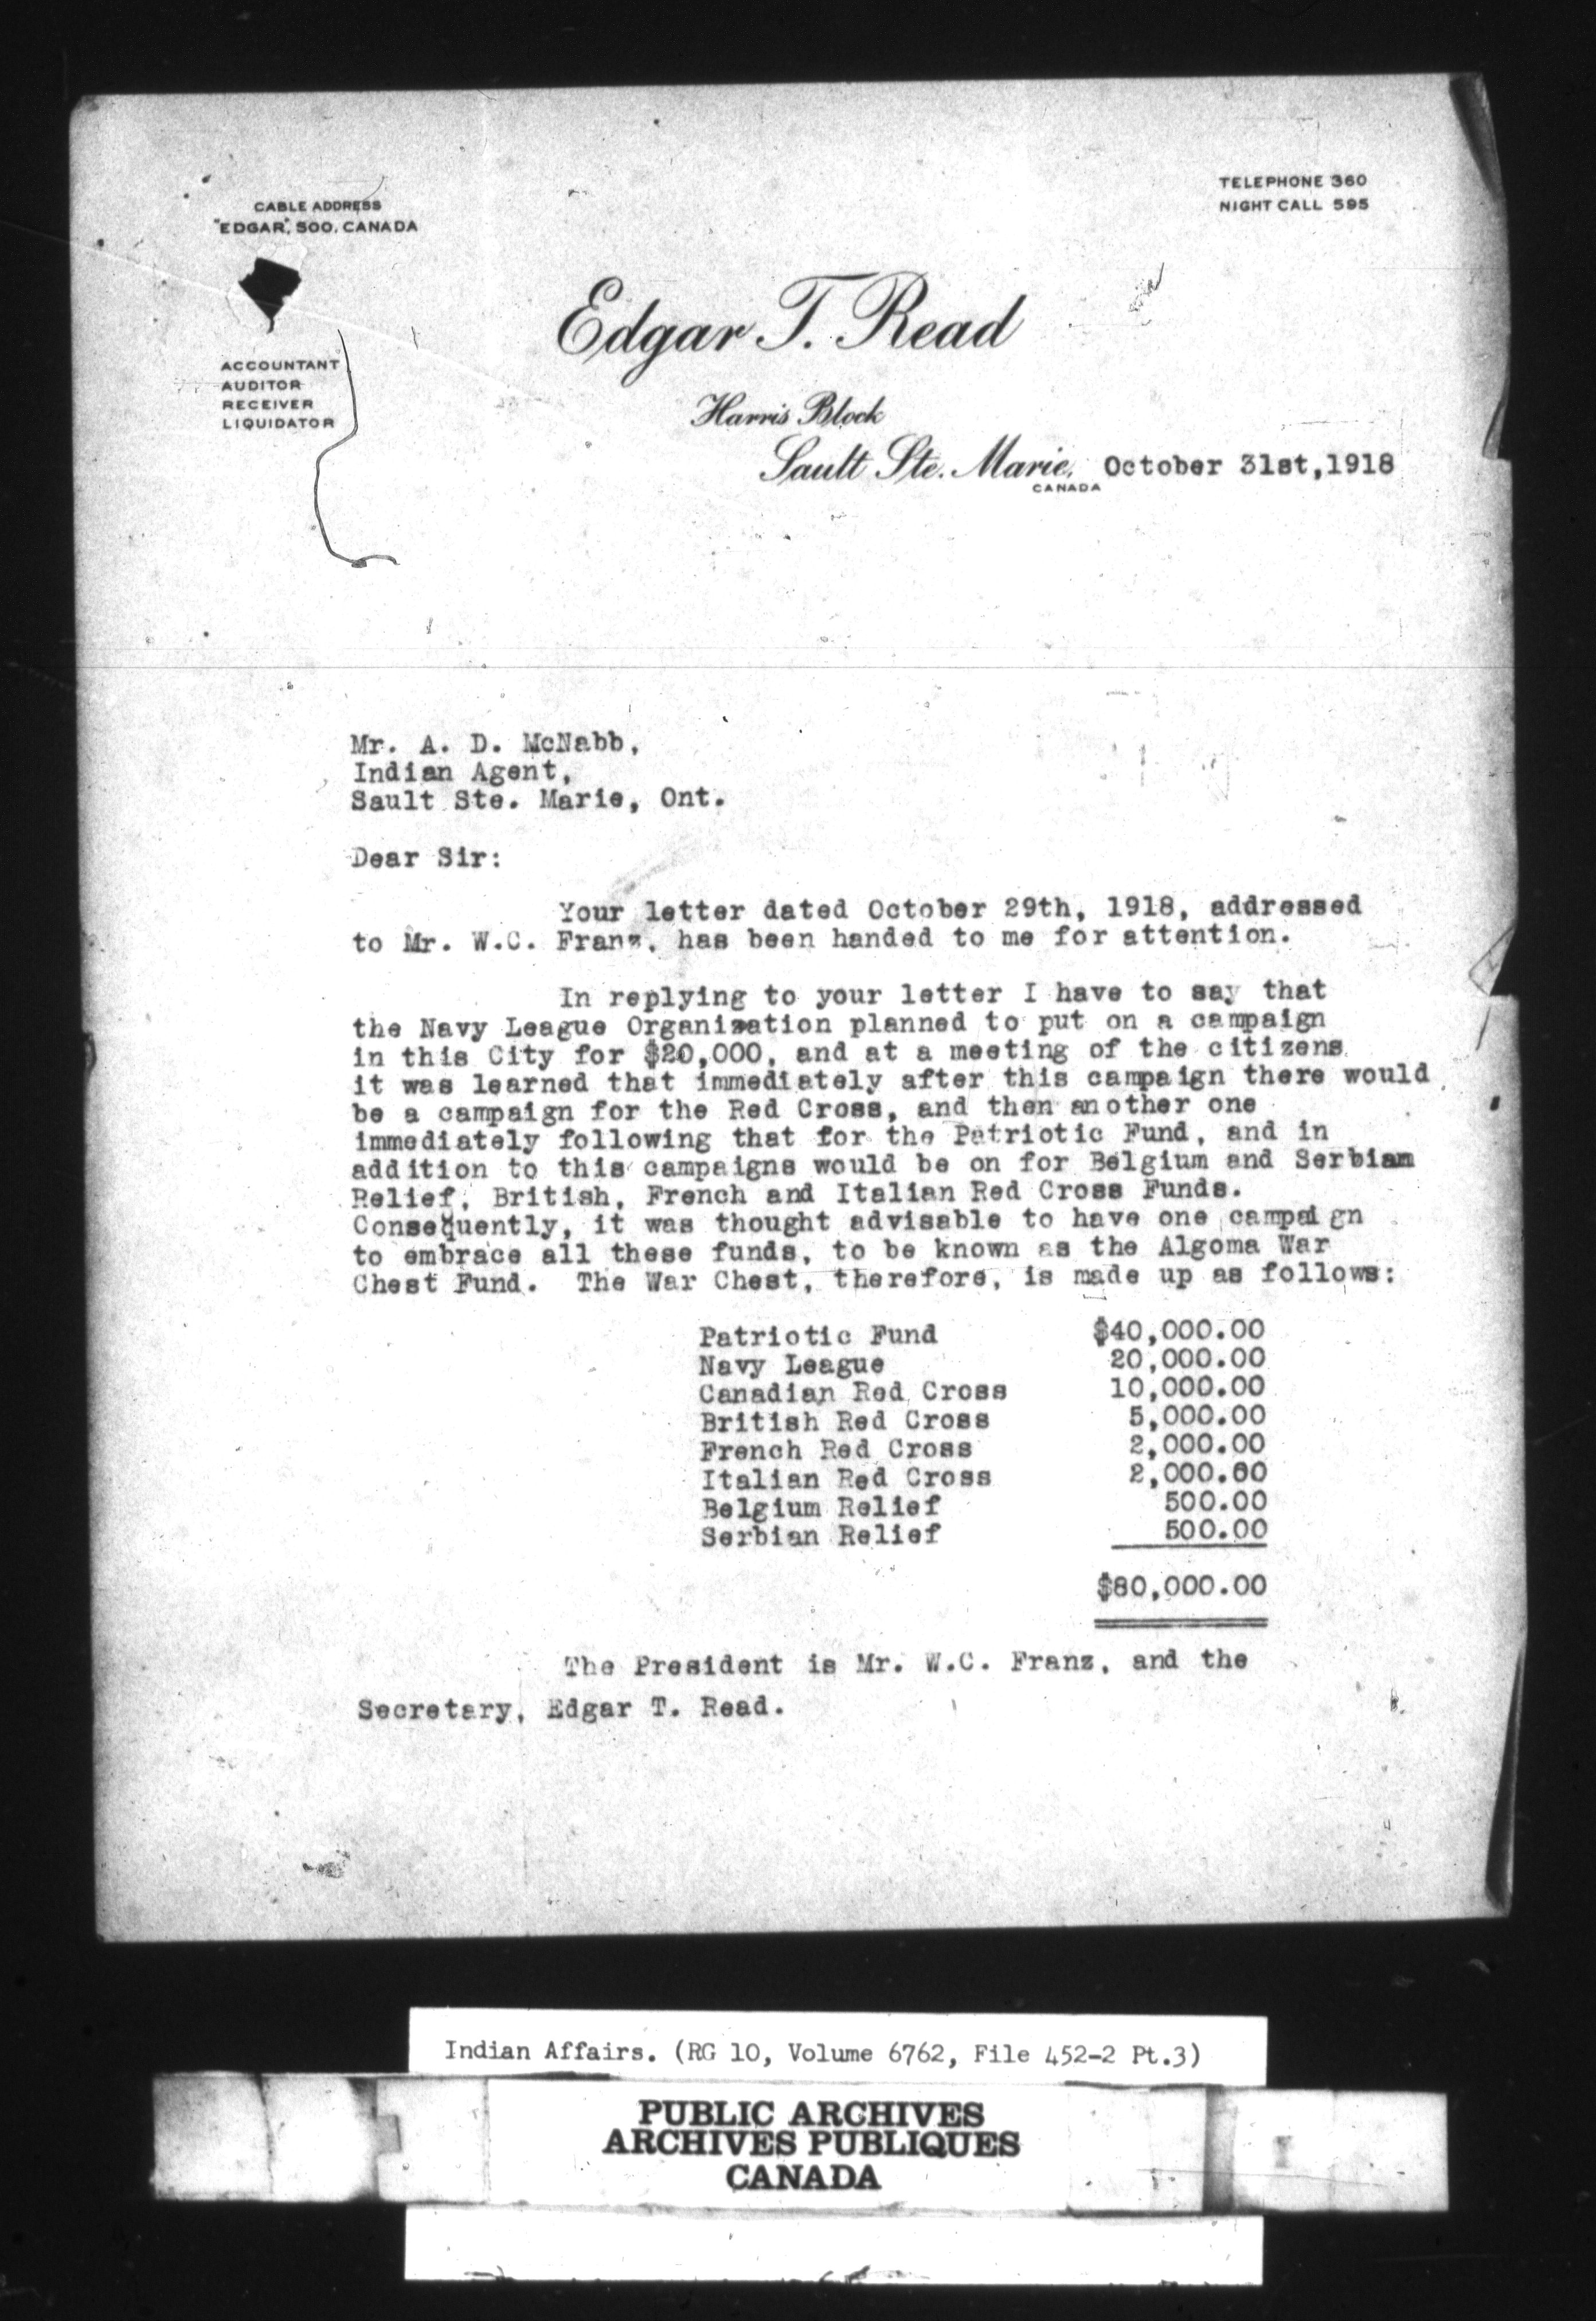 CABLE ADDRESS
"EDGAR", SOO, CANADA
TELEPHONE 360
NIGHT CALL 595
ACCOUNTANT
AUDITOR
RECEIVER
LIQUIDATOR
Edgar T. Read
Harris Block
Sault Ste. Marie, October 31st,1918
CANADA
Mr. A. D. McNabb,
Indian Agent,
Sault Ste. Marie, Ont.
Dear Sir:
Your letter dated October 29th, 1918, addressed
to Mr. W.C. Franz, has been handed to me for attention.
In replying to your letter I have to say that
the Navy League Organization planned to put on a campaign
in this City for $20,000, and at a meeting of the citizens
it was learned that immediately after this campaign there would
be a campaign for the Red Cross, and then another one
immediately following that for the Patriotic Fund, and in
addition to this campaigns would be on for Belgium and Serbian
Relief, British, French and Italian Red Cross Funds.
Consequently, it was thought advisable to have one campaign
to embrace all these funds, to be known as the Algoma War
Chest Fund. The War Chest, therefore, is made up as follows:
Patriotic Fund $40,000.00
Navy League 20,000.00
Canadian Red Cross 10,000.00
British Red Cross 5,000.00
French Red Cross 2,000.00
Italian Red Cross 2,000.00
Belgium Relief 500.00
Serbian Relief 500.00
$80,000.00
The President is Mr. W.C. Franz, and the
Secretary, Edgar T. Read.
Indian Affairs. (RG 10, Volume 6762, File 452-2 Pt.3)
PUBLIC ARCHIVES
ARCHIVES PUBLIQUES
CANADA